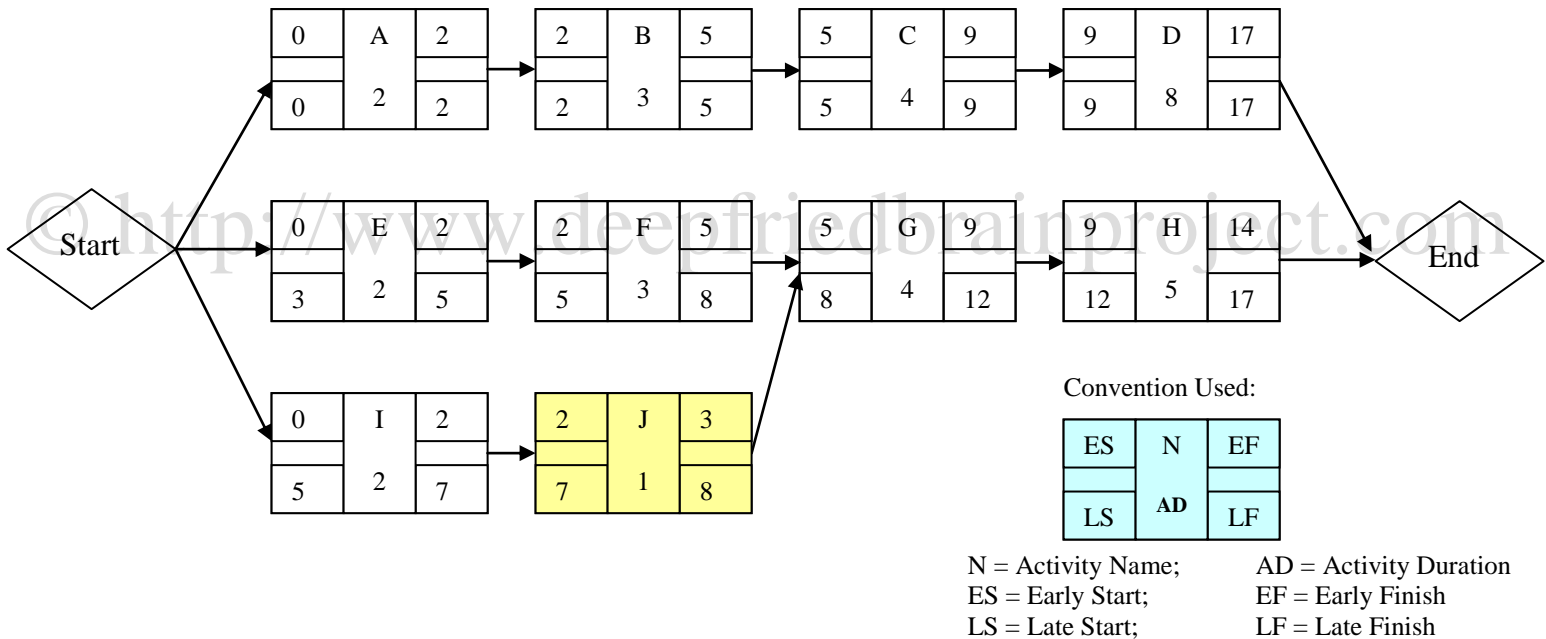 0 A 2 2 B 5 5 C 9 9 D 17
2 3 4 8
0 2 2 5 5 9 9 17
© http://www.deepfriedbrainproject.com
0 E 2 2 F 5 5 G 9 9 H 14
Start End
2 3 4 5
3 5 5 8 8 12 12 17
Convention Used:
0 I 2 2 J 3
ES N EF
2 1
5 7 7 8
LS AD LF
N = Activity Name; AD = Activity Duration
ES = Early Start; EF = Early Finish
LS = Late Start; LF = Late Finish